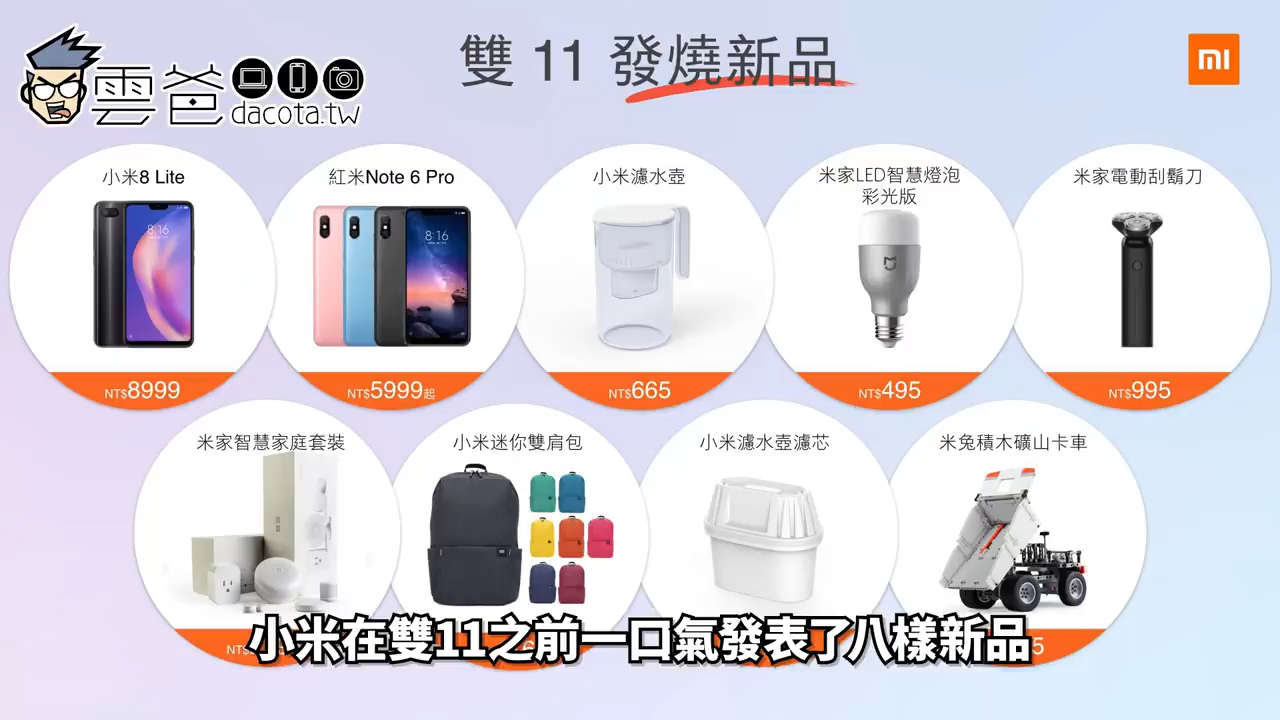 雲爸
dacota.tw
雙 11 發燒新品
mi
小米8 Lite
8:16
NT$8999
紅米Note 6 Pro
8:16
NT$5999起
小米濾水壺
NT$665
米家LED智慧燈泡
彩光版
NT$495
米家電動刮鬍刀
NT$995
米家智慧家庭套裝
小米迷你雙肩包
小米濾水壺濾芯
米兔積木礦山卡車
小米在雙11之前一口氣發表了八樣新品